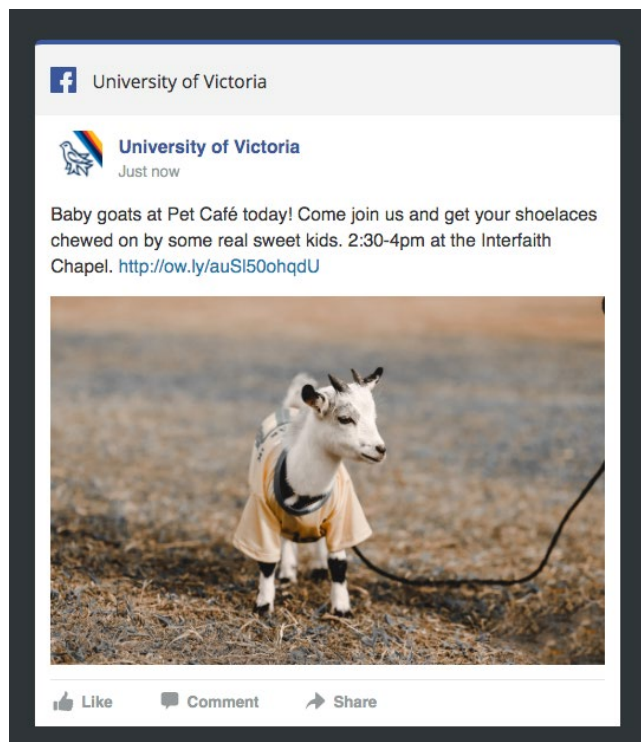 University of Victoria
University of Victoria
Just now
Baby goats at Pet Café today! Come join us and get your shoelaces
chewed on by some real sweet kids. 2:30-4pm at the Interfaith
Chapel. http://ow.ly/auSl50ohqdU
Like Comment Share